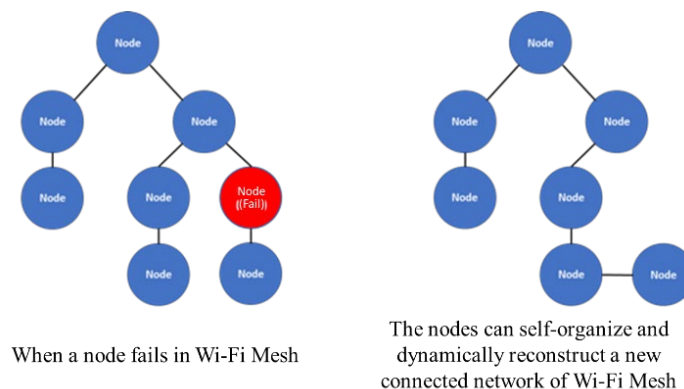 Node
Node
Node
Node
Node
Node
Node
Node
((Fail))
Node
Node
When a node fails in Wi-Fi Mesh
Node
Node
Node
Node
Node
Node
Node
The nodes can self-organize and
dynamically reconstruct a new
connected network of Wi-Fi Mesh